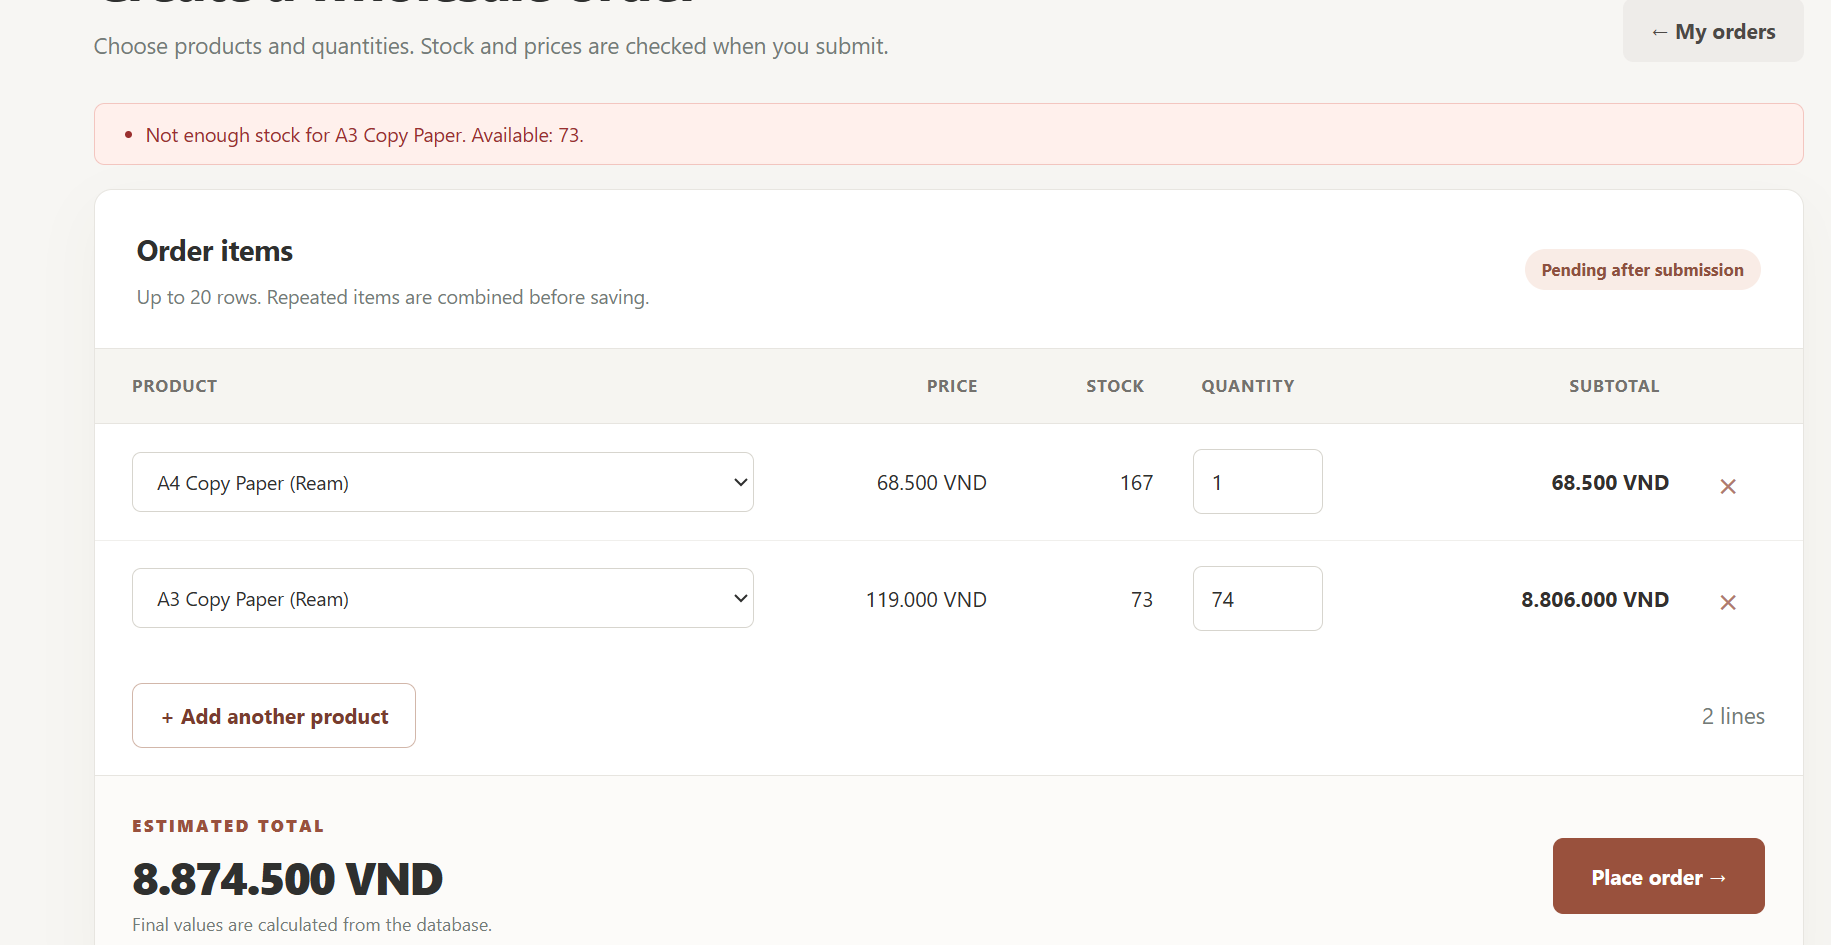 Create a wholesale order
← My orders
Choose products and quantities. Stock and prices are checked when you submit.
• Not enough stock for A3 Copy Paper. Available: 73.
Order items
Pending after submission
Up to 20 rows. Repeated items are combined before saving.
PRODUCT PRICE STOCK QUANTITY SUBTOTAL
A4 Copy Paper (Ream) 68.500 VND 167 1 68.500 VND ×
A3 Copy Paper (Ream) 119.000 VND 73 74 8.806.000 VND ×
+ Add another product 2 lines
ESTIMATED TOTAL
8.874.500 VND
Place order →
Final values are calculated from the database.